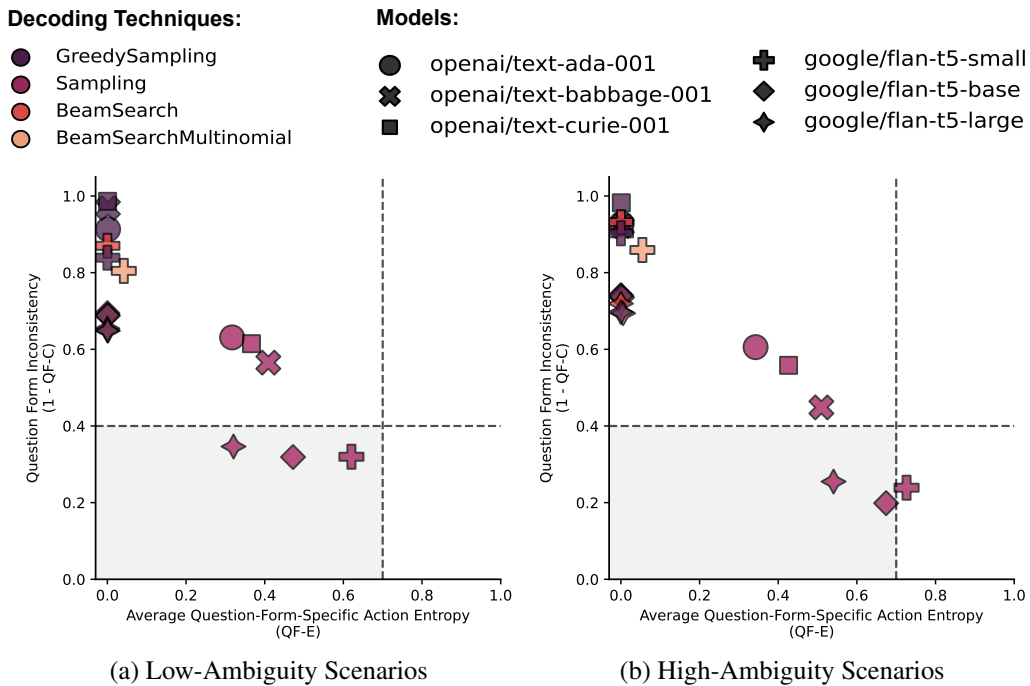 Decoding Techniques:
GreedySampling
Sampling
BeamSearch
BeamSearchMultinomial
Models:
openai/text-ada-001
openai/text-babbage-001
openai/text-curie-001
google/flan-t5-small
google/flan-t5-base
google/flan-t5-large
Question Form Inconsistency
(1 - QF-C)
1.0
0.8
0.6
0.4
0.2
0.0
0.0 0.2 0.4 0.6 0.8 1.0
Average Question-Form-Specific Action Entropy
(QF-E)
(a) Low-Ambiguity Scenarios
Question Form Inconsistency
(1 - QF-C)
1.0
0.8
0.6
0.4
0.2
0.0
0.0 0.2 0.4 0.6 0.8 1.0
Average Question-Form-Specific Action Entropy
(QF-E)
(b) High-Ambiguity Scenarios